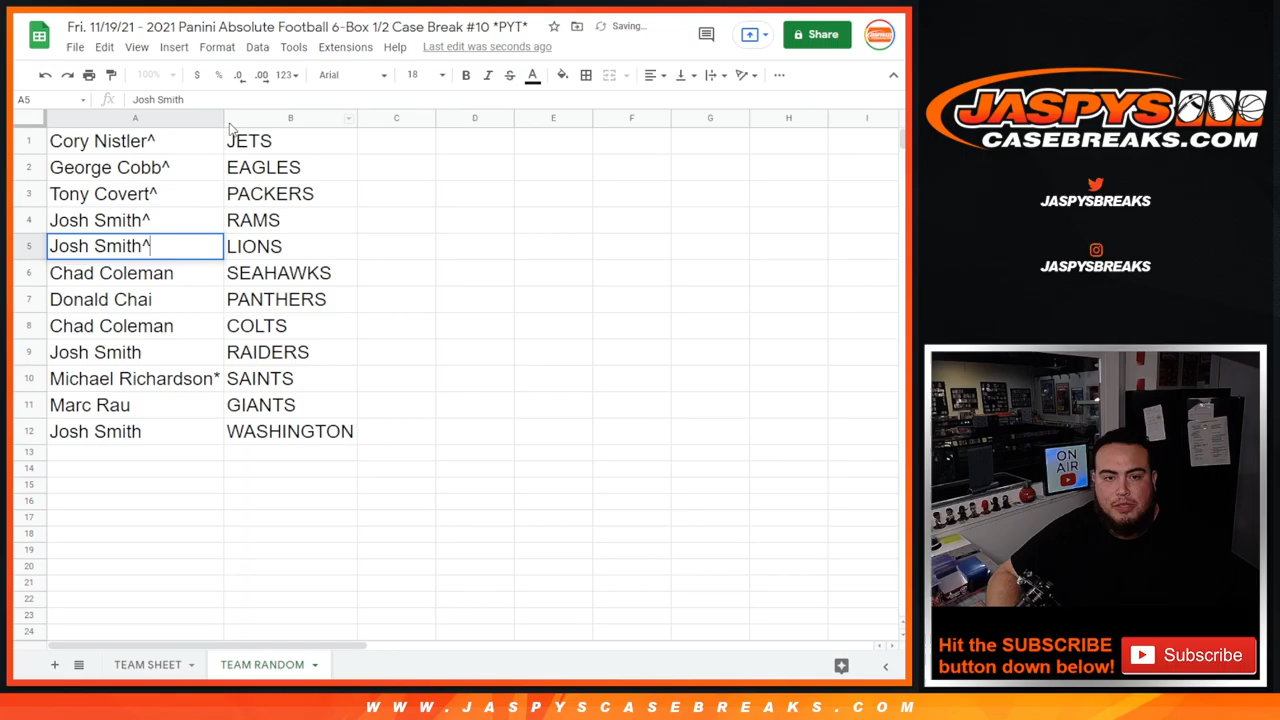 Fri. 11/19/21 - 2021 Panini Absolute Football 6-Box 1/2 Case Break #10 *PYT*
Saving...
File Edit View Insert Format Data Tools Extensions Help Last edit was seconds ago
Share
100% $ % .0 .00 123 Arial 18 B I S A
A5 fx Josh Smith
A B C D E F G H I
1 Cory Nistler^ JETS
2 George Cobb^ EAGLES
3 Tony Covert^ PACKERS
4 Josh Smith^ RAMS
5 Josh Smith^ LIONS
6 Chad Coleman SEAHAWKS
7 Donald Chai PANTHERS
8 Chad Coleman COLTS
9 Josh Smith RAIDERS
10 Michael Richardson* SAINTS
11 Marc Rau GIANTS
12 Josh Smith WASHINGTON
13
14
15
16
17
18
19
20
21
22
23
24
TEAM SHEET TEAM RANDOM
JASPYS
CASEBREAKS.COM
JASPYSBREAKS
JASPYSBREAKS
ON
AIR
Hit the SUBSCRIBE
button down below!
Subscribe
WWW.JASPYSCASEBREAKS.COM